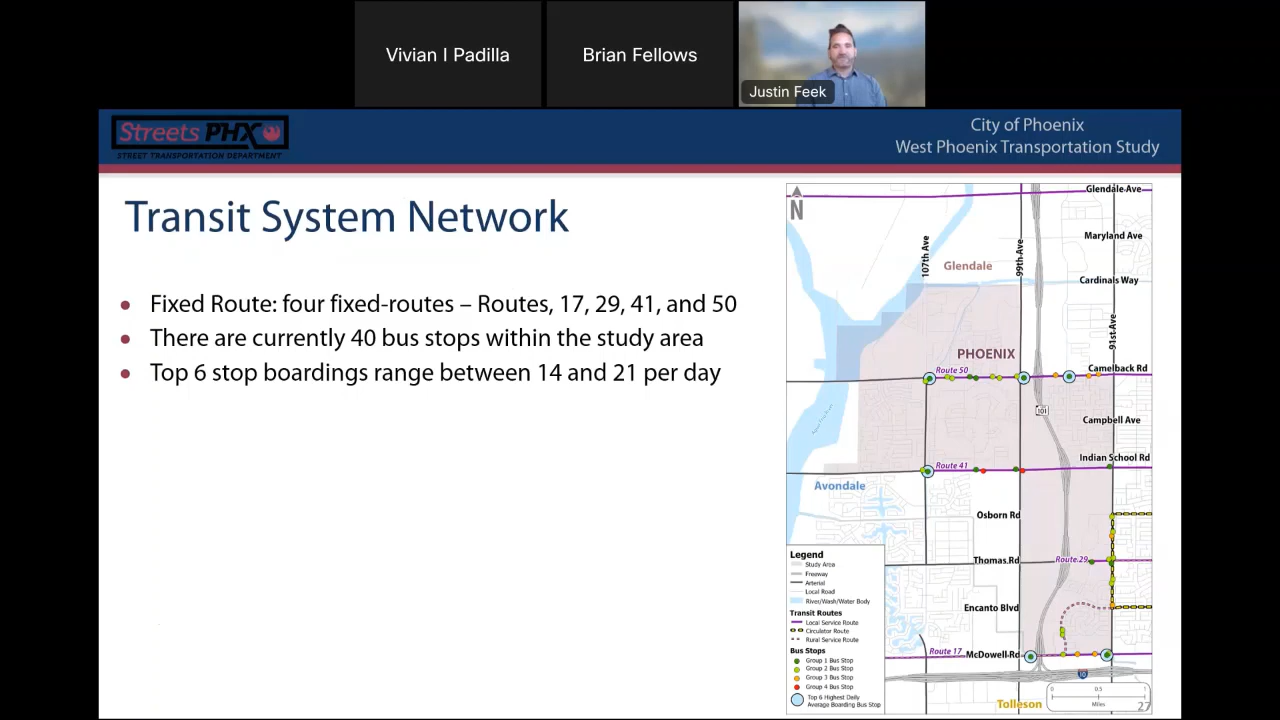 Vivian I Padilla
Brian Fellows
Justin Feek
Streets PHX
STREET TRANSPORTATION DEPARTMENT
City of Phoenix
West Phoenix Transportation Study
Transit System Network
Fixed Route: four fixed-routes – Routes, 17, 29, 41, and 50
There are currently 40 bus stops within the study area
Top 6 stop boardings range between 14 and 21 per day
N
Glendale Ave
107th Ave
99th Ave
Maryland Ave
Glendale
Cardinals Way
91st Ave
PHOENIX
Route 50
Camelback Rd
101
Campbell Ave
Route 41
Indian School Rd
Avondale
Osborn Rd
Thomas Rd
Route 29
Encanto Blvd
Route 17
McDowell Rd
10
Tolleson
Legend
Study Area
Freeway
Arterial
Local Road
River/Wash/Water Body
Transit Routes
Local Service Route
Circulator Route
Rural Service Route
Bus Stops
Group 1 Bus Stop
Group 2 Bus Stop
Group 3 Bus Stop
Group 4 Bus Stop
Top 6 Highest Daily
Average Boarding Bus Stop
0 0.5 1
Miles
27